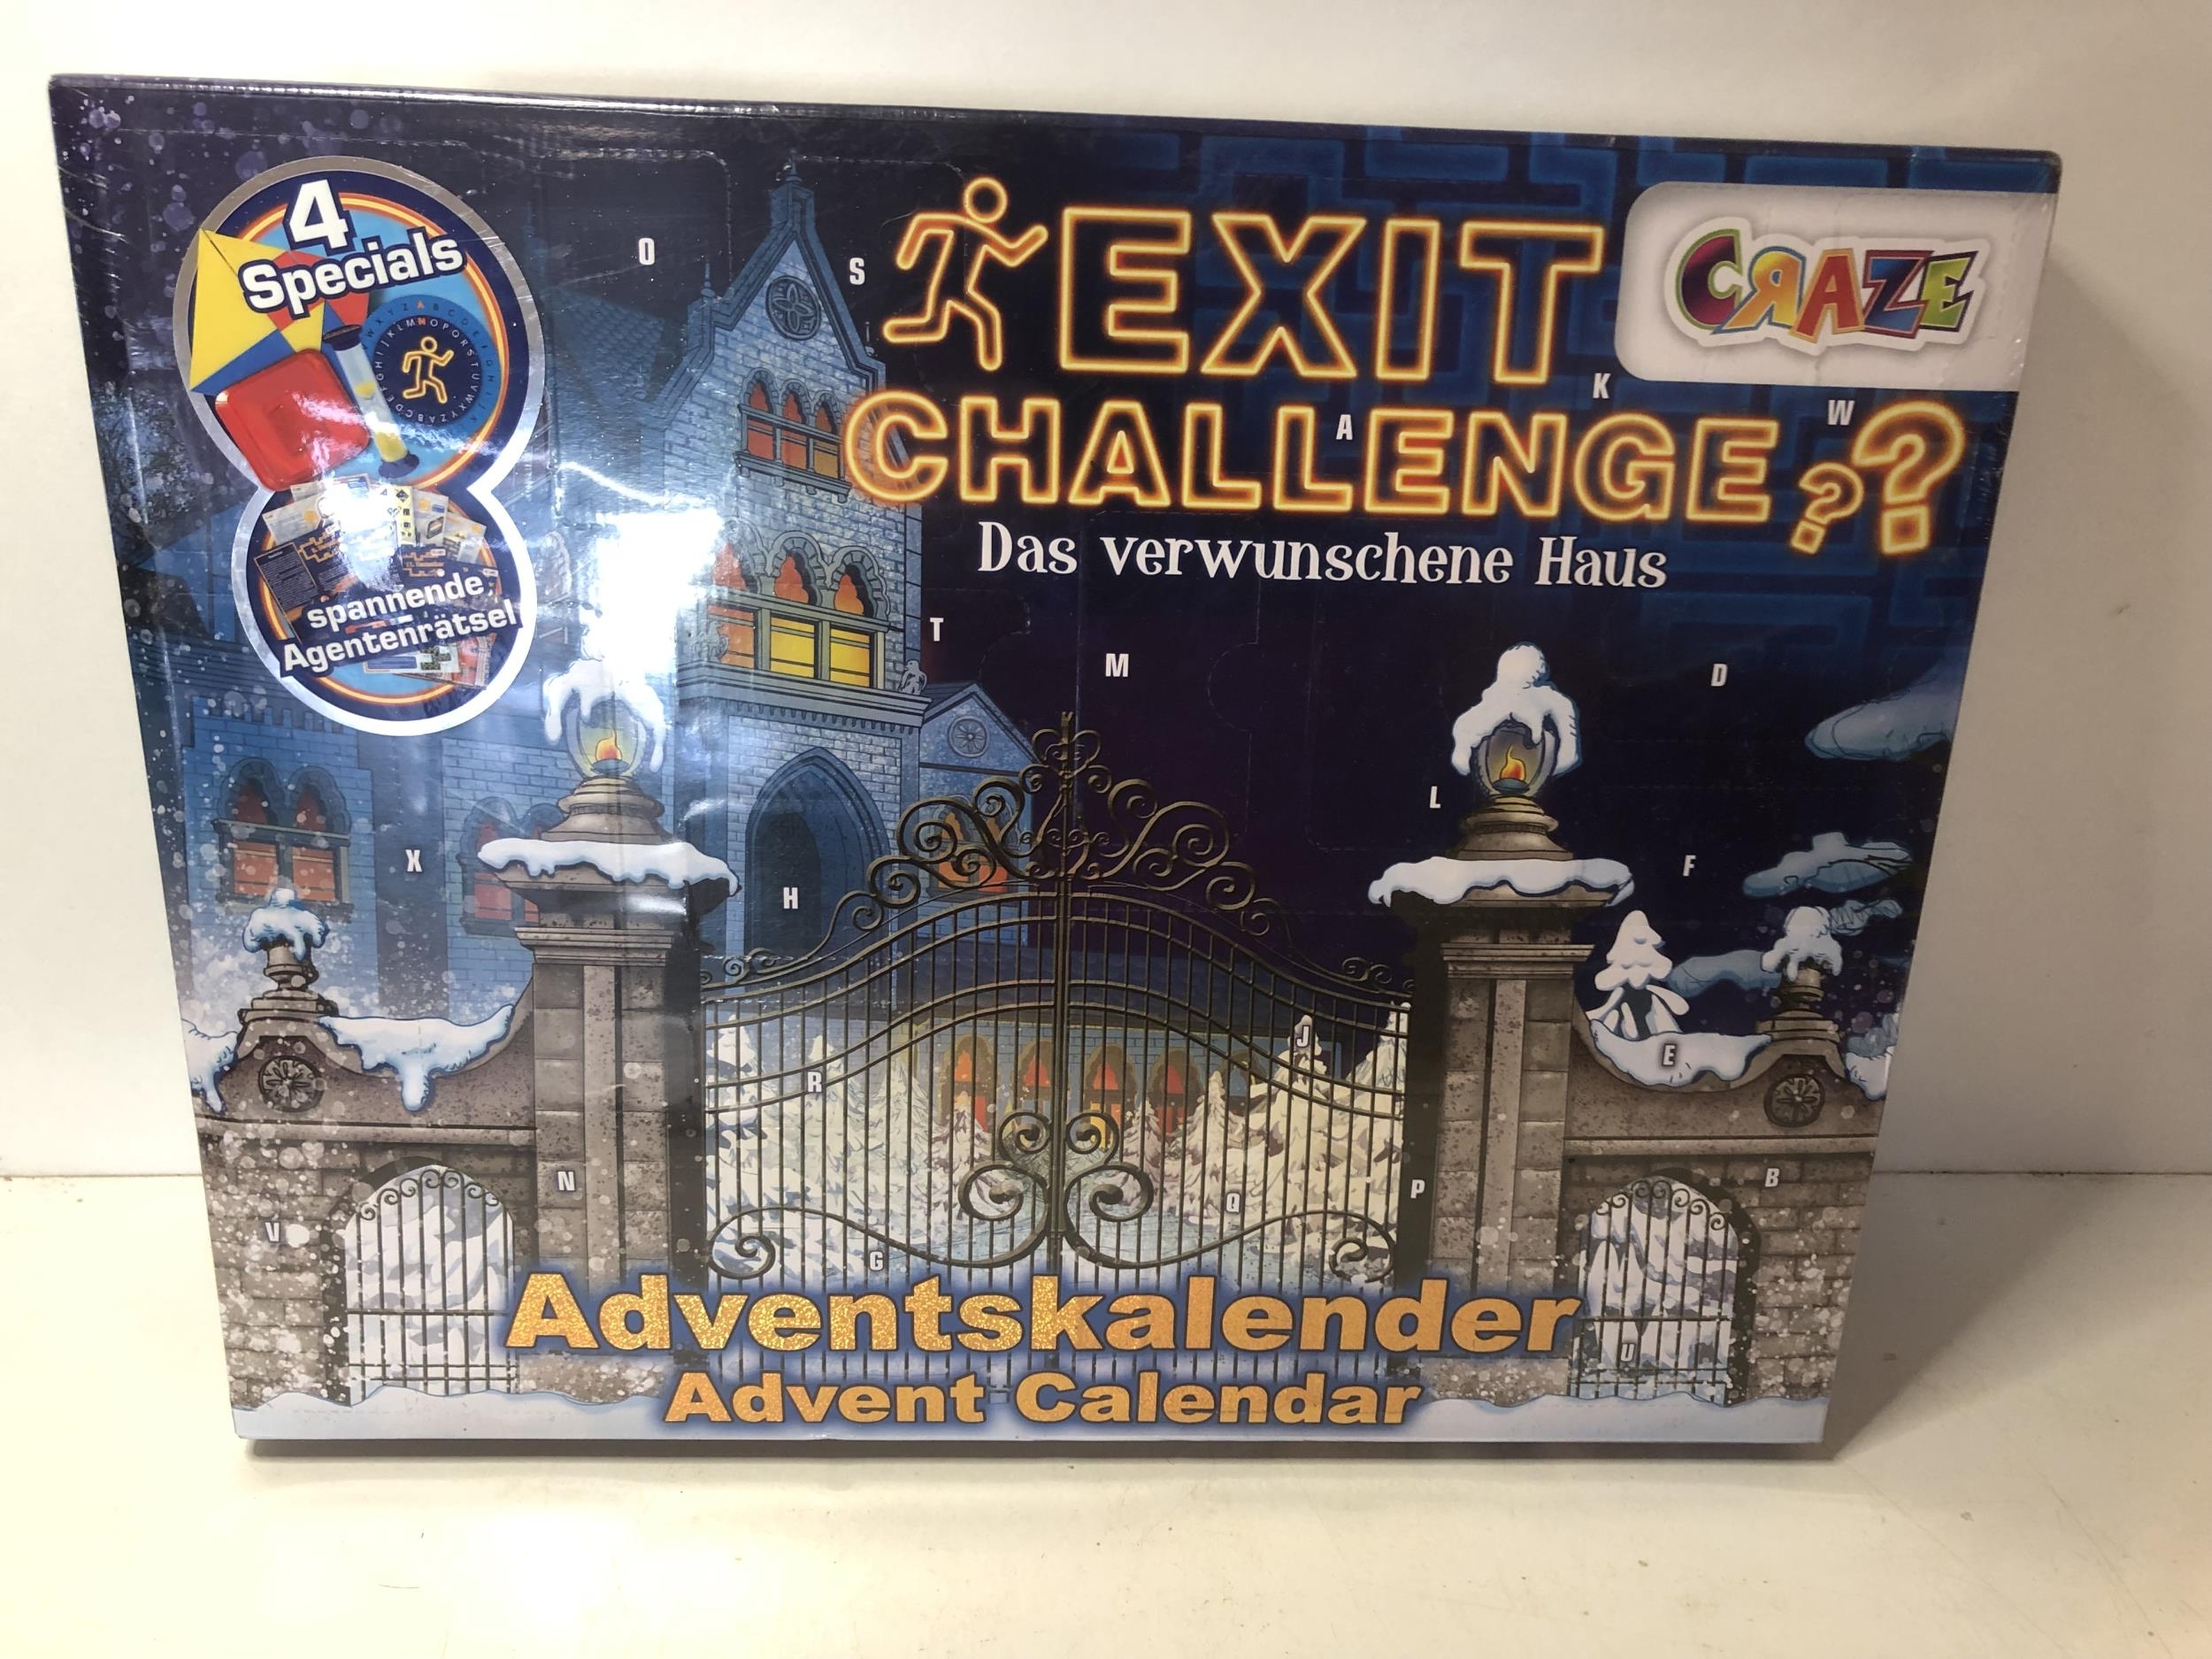 4
Specials
spannende
Agentenrätsel
EXIT
CHALLENGE??
Das verwunschene Haus
CRAZE
O
S
K
A
W
T
M
D
L
X
H
F
J
R
E
N
P
B
V
Q
G
U
Adventskalender
Advent Calendar